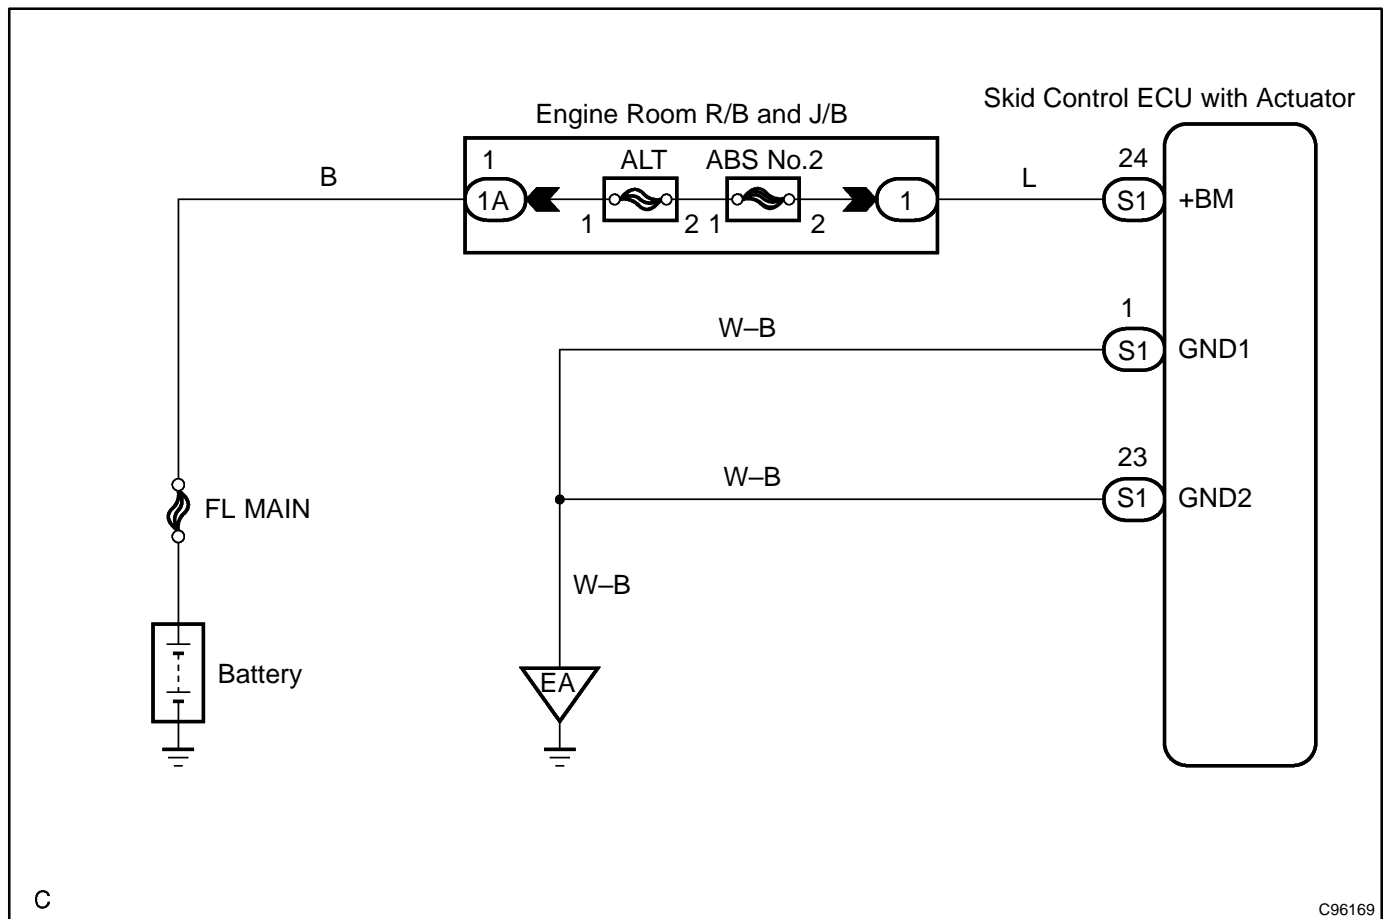 Skid Control ECU with Actuator
Engine Room R/B and J/B
1 ALT ABS No.2 24
B L
1A 1 S1 +BM
1 2 1 2
1
W–B
S1 GND1
23
W–B
S1 GND2
FL MAIN
W–B
Battery
EA
C
C96169